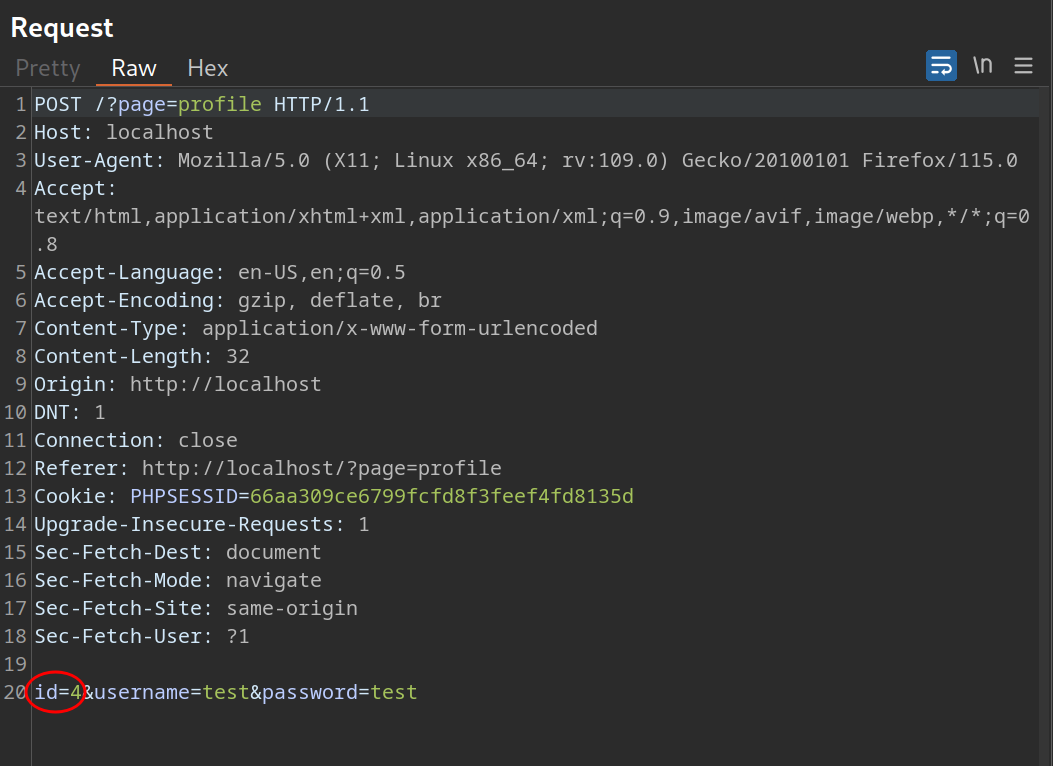 Request
Pretty Raw Hex \n
1 POST /?page=profile HTTP/1.1
2 Host: localhost
3 User-Agent: Mozilla/5.0 (X11; Linux x86_64; rv:109.0) Gecko/20100101 Firefox/115.0
4 Accept:
text/html,application/xhtml+xml,application/xml;q=0.9,image/avif,image/webp,*/*;q=0
.8
5 Accept-Language: en-US,en;q=0.5
6 Accept-Encoding: gzip, deflate, br
7 Content-Type: application/x-www-form-urlencoded
8 Content-Length: 32
9 Origin: http://localhost
10 DNT: 1
11 Connection: close
12 Referer: http://localhost/?page=profile
13 Cookie: PHPSESSID=66aa309ce6799fcfd8f3feef4fd8135d
14 Upgrade-Insecure-Requests: 1
15 Sec-Fetch-Dest: document
16 Sec-Fetch-Mode: navigate
17 Sec-Fetch-Site: same-origin
18 Sec-Fetch-User: ?1
19
20 id=4&username=test&password=test